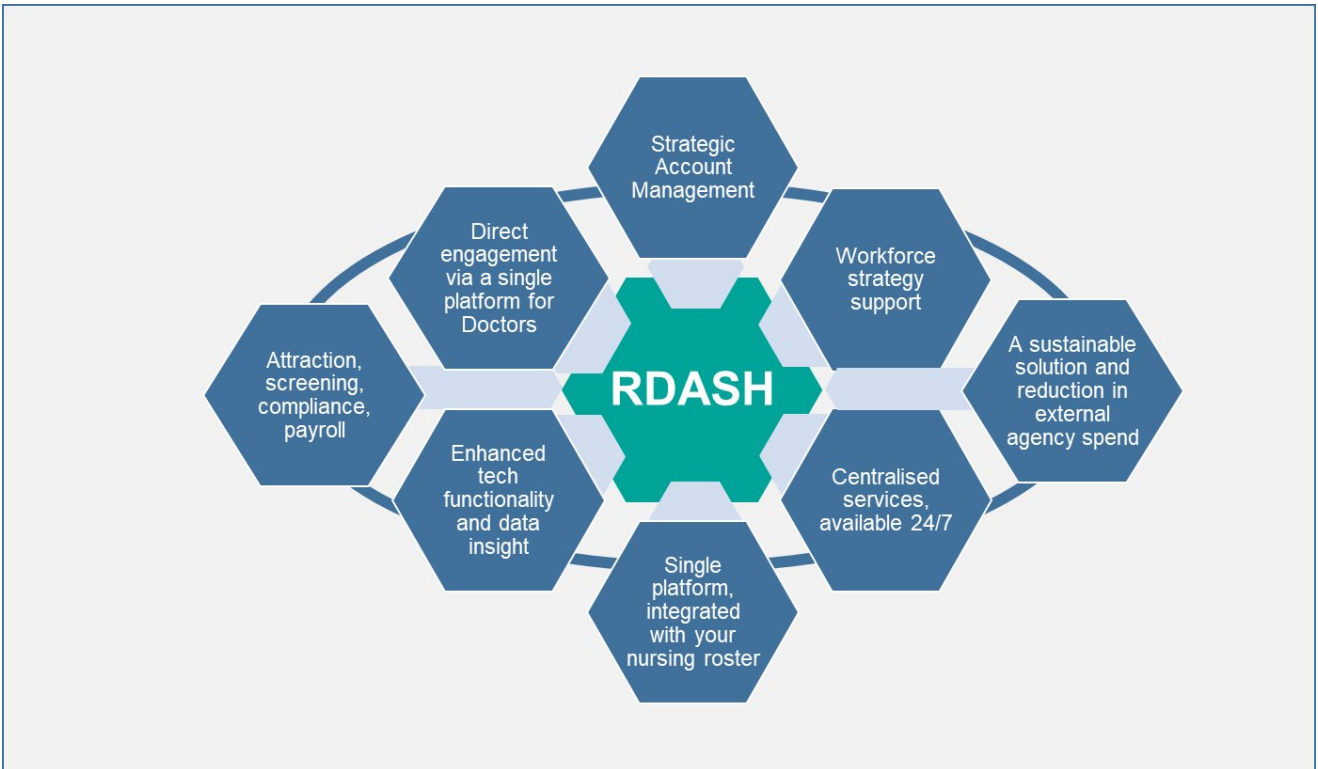 Strategic
Account
Management
Direct
engagement
via a single
platform for
Doctors
Workforce
strategy
support
Attraction,
screening,
compliance,
payroll
RDASH
A sustainable
solution and
reduction in
external
agency spend
Enhanced
tech
functionality
and data
insight
Centralised
services,
available 24/7
Single
platform,
integrated
with your
nursing roster